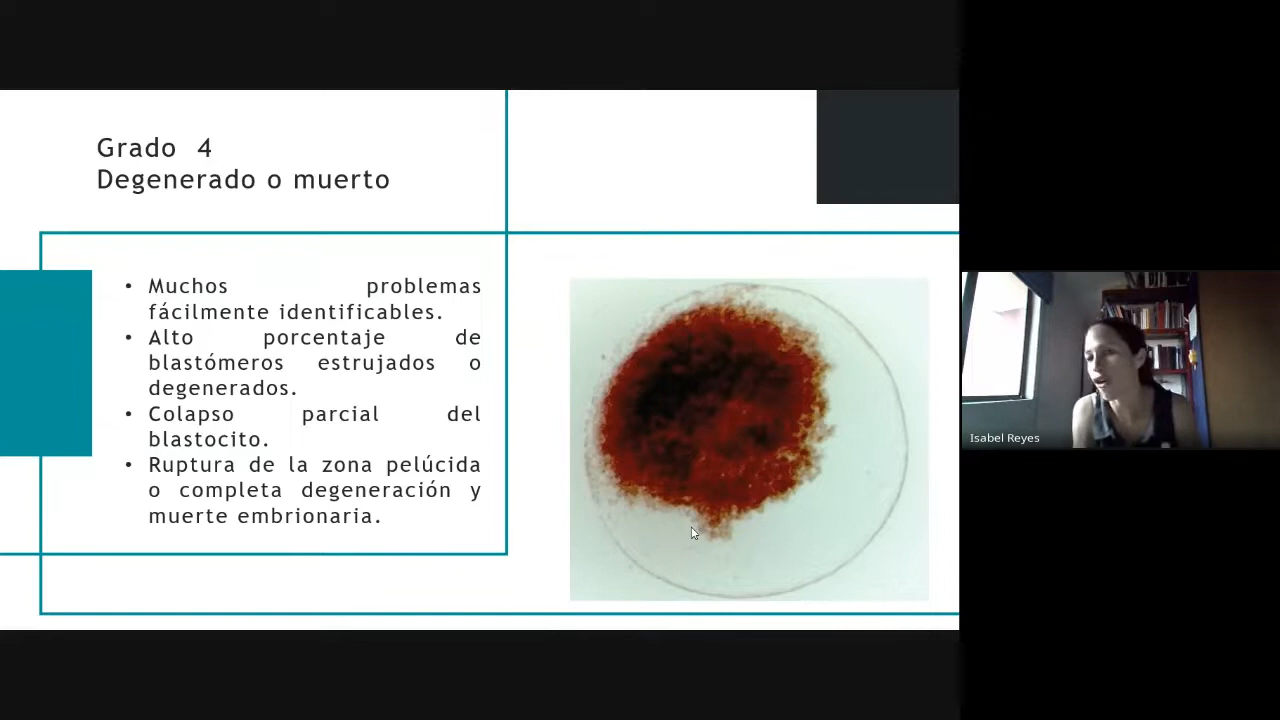 Grado 4
Degenerado o muerto
• Muchos problemas
fácilmente identificables.
• Alto porcentaje de
blastómeros estrujados o
degenerados.
• Colapso parcial del
blastocito.
• Ruptura de la zona pelúcida
o completa degeneración y
muerte embrionaria.
Isabel Reyes